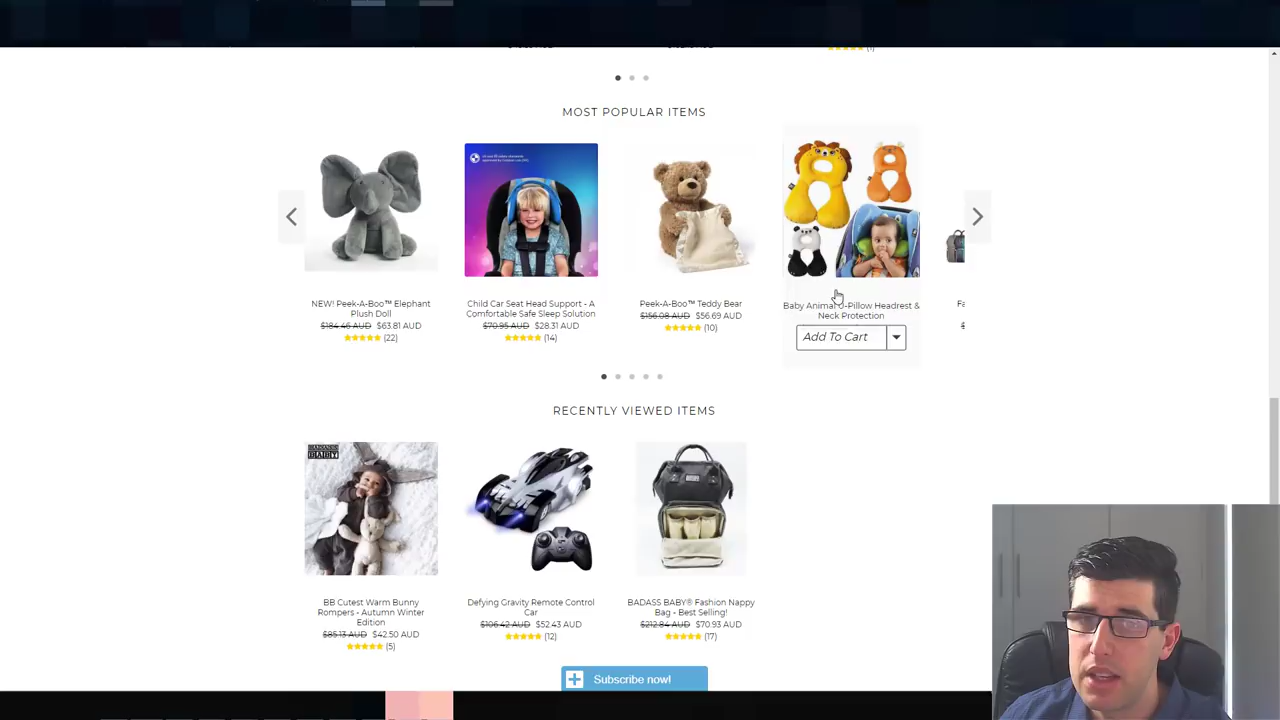 (1)
MOST POPULAR ITEMS
NEW! Peek-A-Boo™ Elephant
Plush Doll
$184.46 AUD $63.81 AUD
(22)
Child Car Seat Head Support - A
Comfortable Safe Sleep Solution
$70.95 AUD $28.31 AUD
(14)
Peek-A-Boo™ Teddy Bear
$156.08 AUD $56.69 AUD
(10)
Baby Animal U-Pillow Headrest &
Neck Protection
Add To Cart
Fa
$
RECENTLY VIEWED ITEMS
BB Cutest Warm Bunny
Rompers - Autumn Winter
Edition
$85.13 AUD $42.50 AUD
(5)
Defying Gravity Remote Control
Car
$106.42 AUD $52.43 AUD
(12)
BADASS BABY® Fashion Nappy
Bag - Best Selling!
$212.84 AUD $70.93 AUD
(17)
Subscribe now!